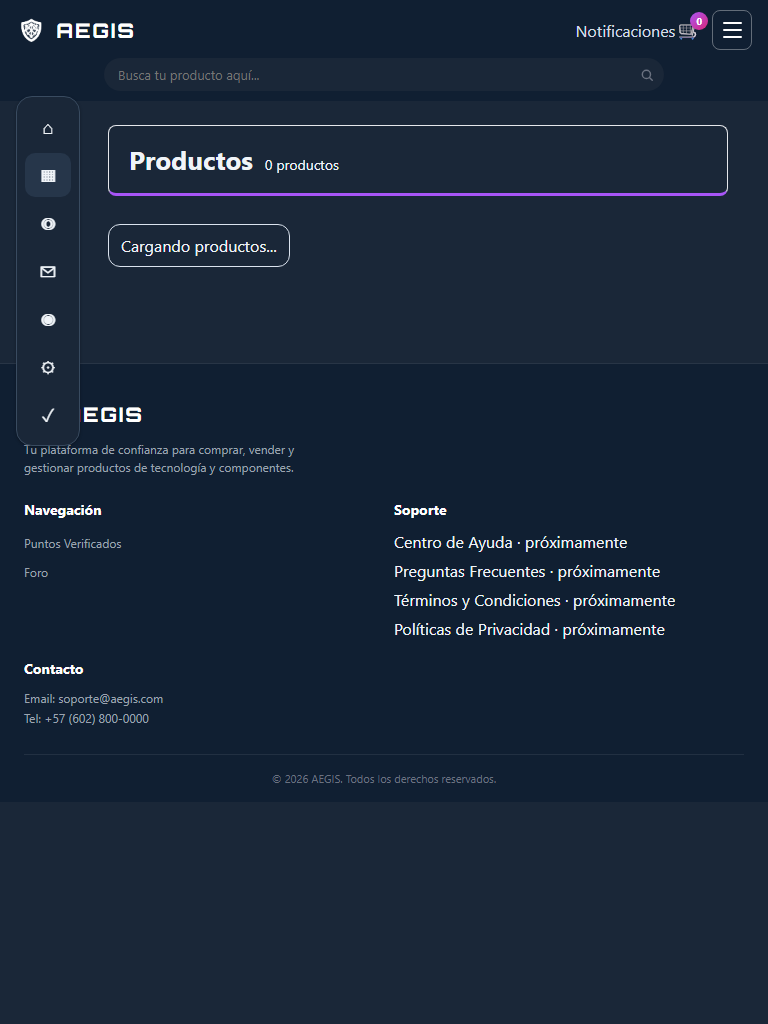 AEGIS
Notificaciones
0
Busca tu producto aquí...
Productos 0 productos
Cargando productos...
EGIS
Tu plataforma de confianza para comprar, vender y
gestionar productos de tecnología y componentes.
Navegación
Puntos Verificados
Foro
Soporte
Centro de Ayuda · próximamente
Preguntas Frecuentes · próximamente
Términos y Condiciones · próximamente
Políticas de Privacidad · próximamente
Contacto
Email: soporte@aegis.com
Tel: +57 (602) 800-0000
© 2026 AEGIS. Todos los derechos reservados.